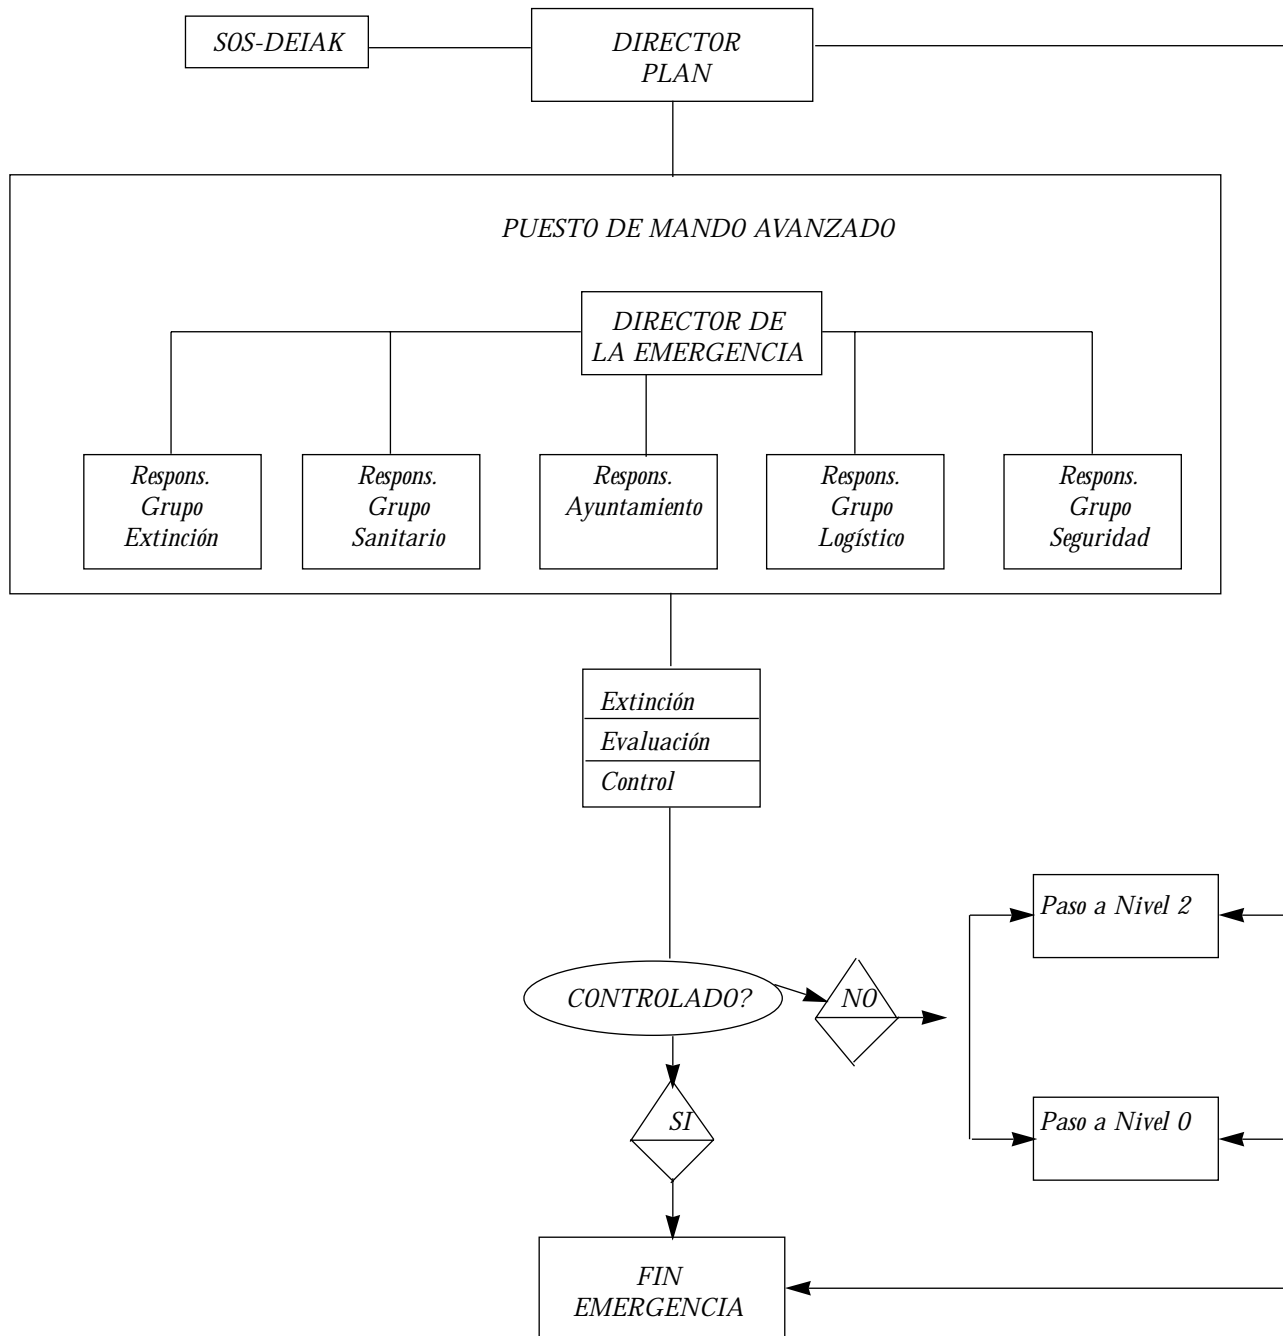 SOS-DEIAK
DIRECTOR
PLAN
PUESTO DE MANDO AVANZADO
DIRECTOR DE
LA EMERGENCIA
Respons.
Grupo
Extinción
Respons.
Grupo
Sanitario
Respons.
Ayuntamiento
Respons.
Grupo
Logístico
Respons.
Grupo
Seguridad
Extinción
Evaluación
Control
CONTROLADO?
NO
Paso a Nivel 2
SI
Paso a Nivel 0
FIN
EMERGENCIA